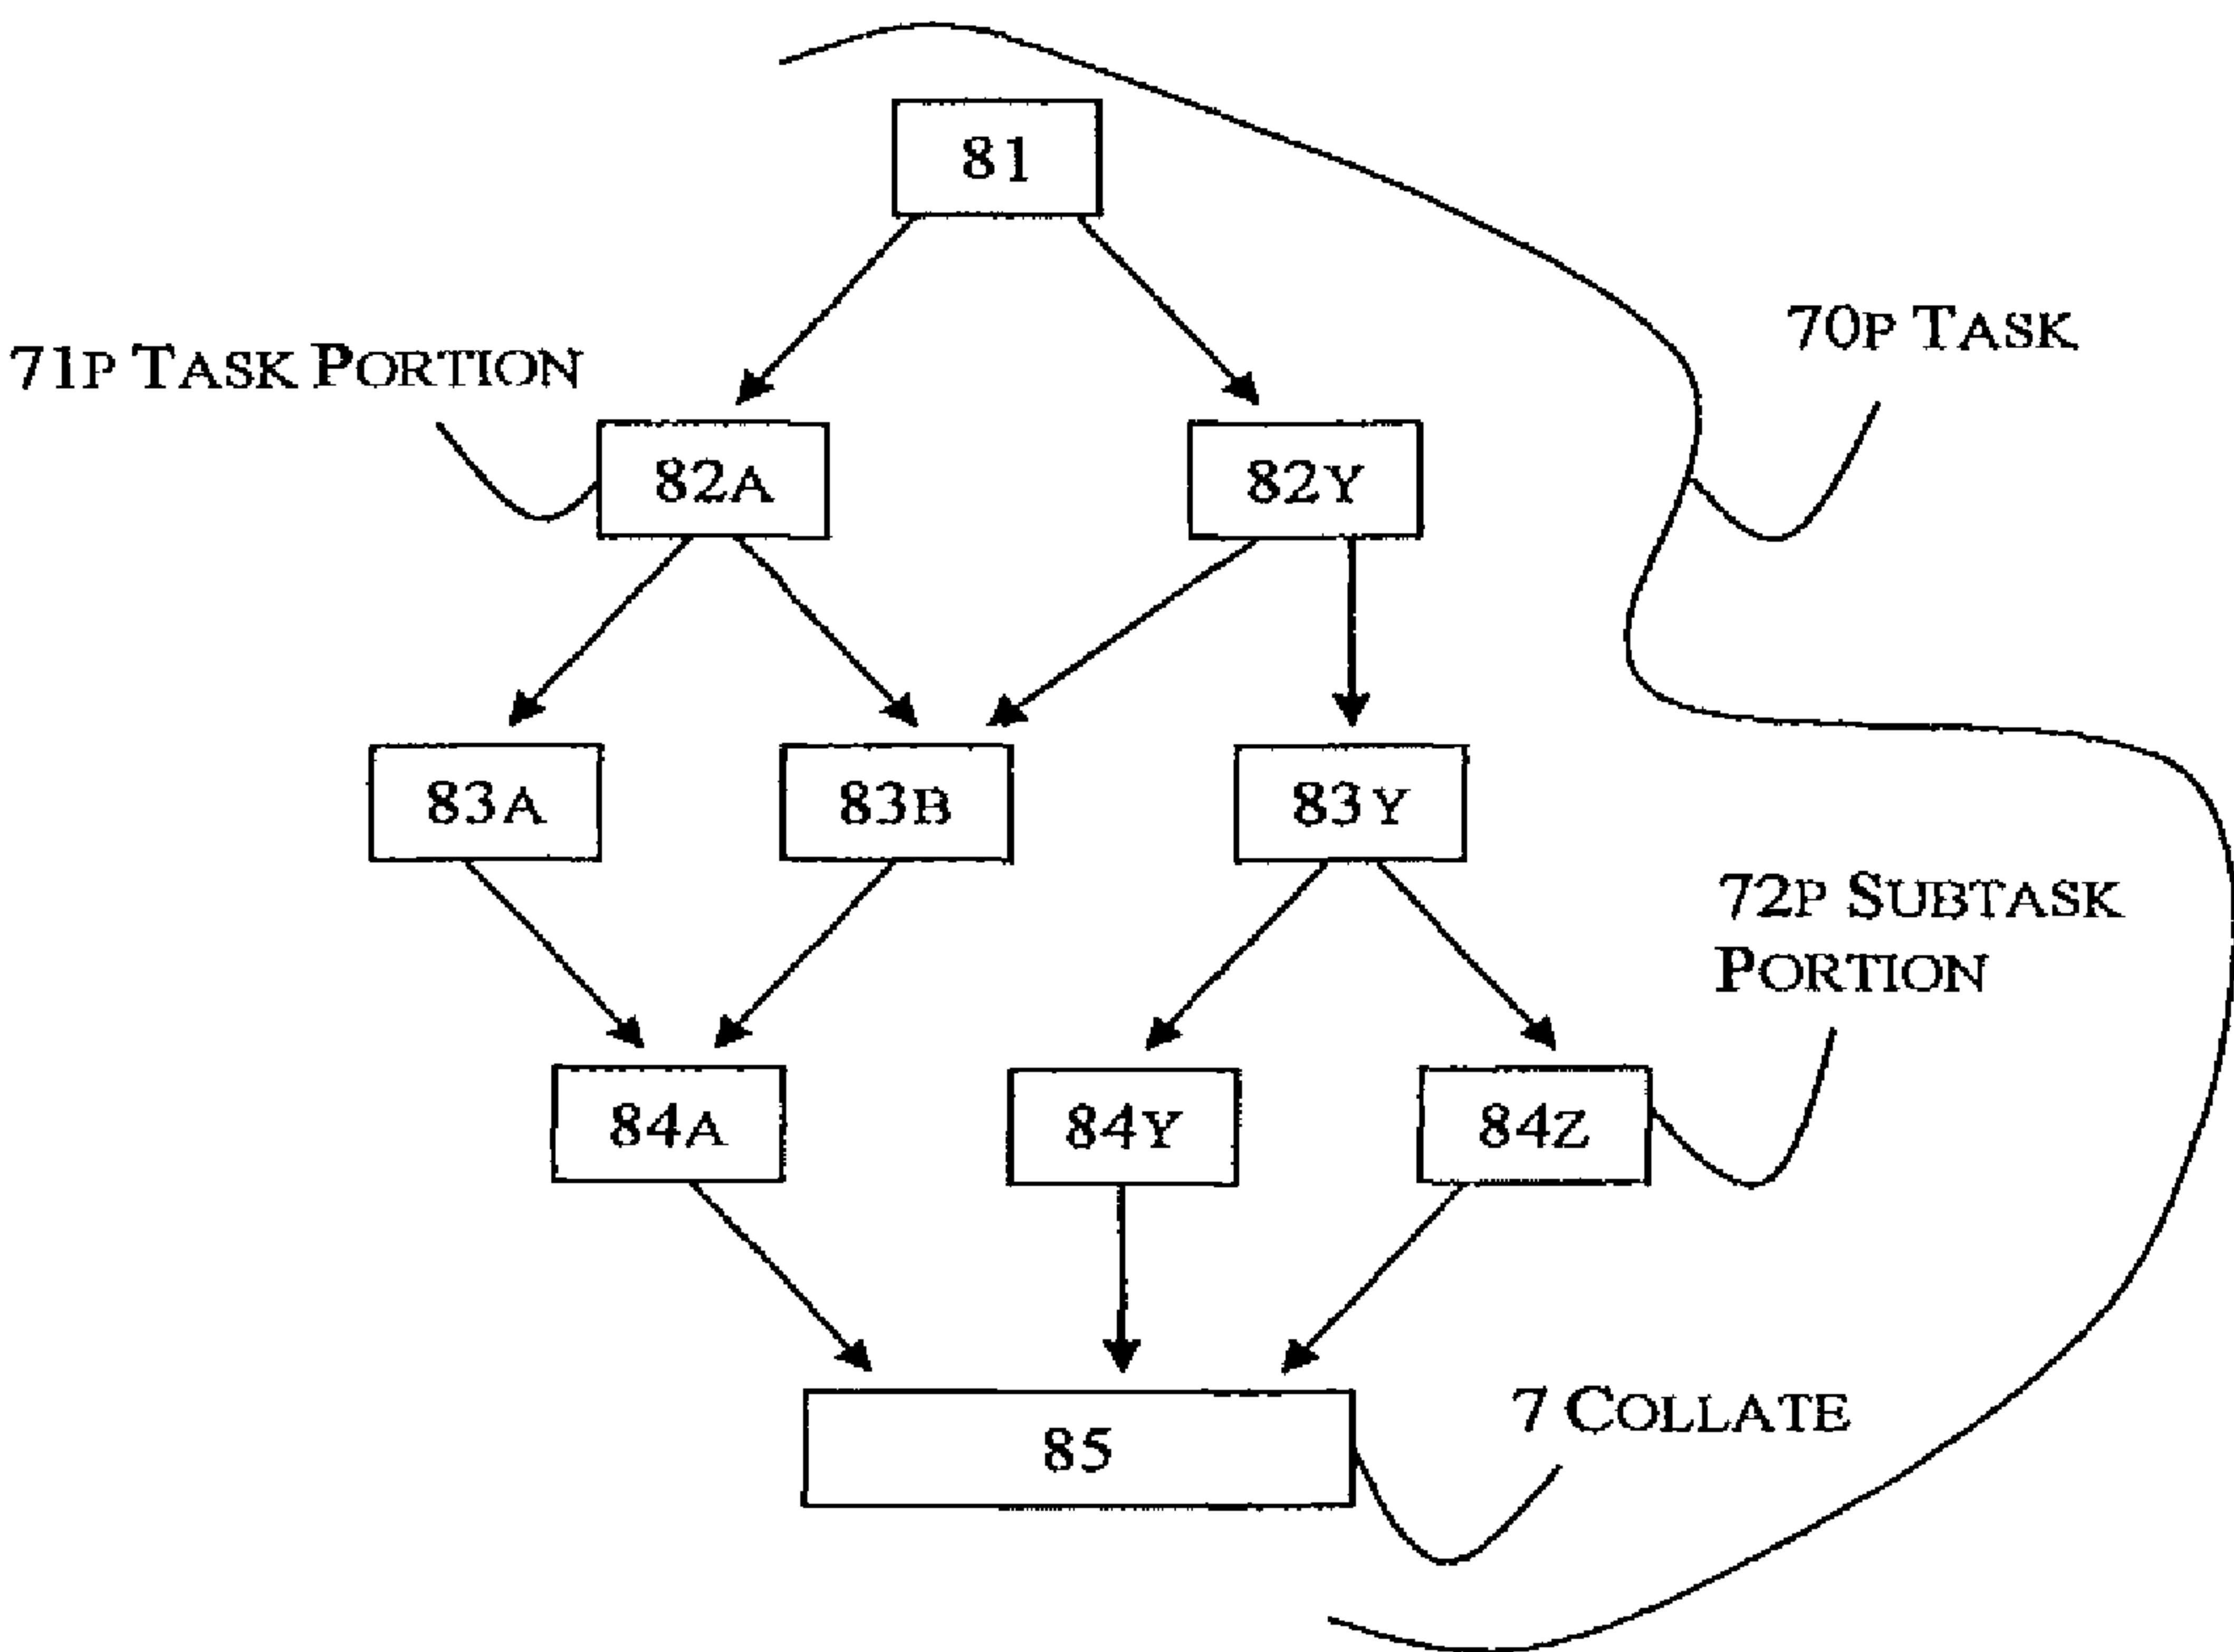 81
70P TASK
71P TASK PORTION
82A
82Y
83A
83B
83Y
72P SUBTASK
PORTION
84A
84Y
84Z
7 COLLATE
85